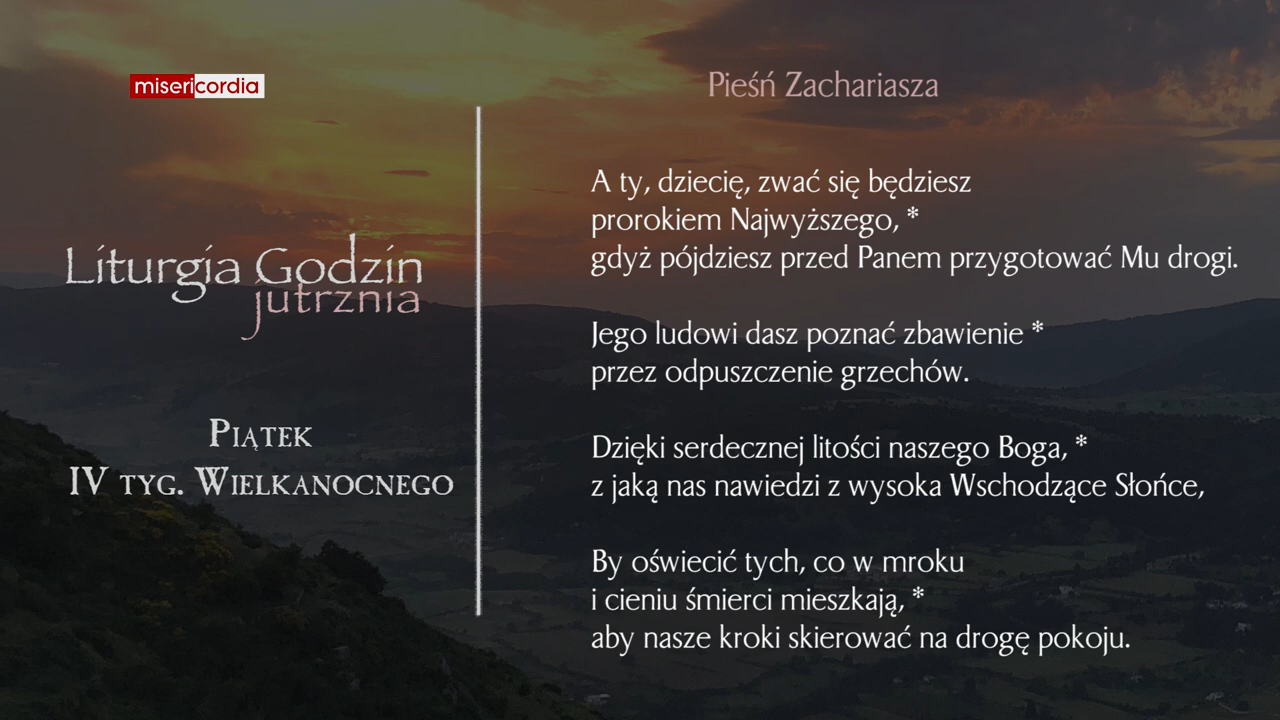 misericordia
Liturgia Godzin
jutrznia
Piątek
IV tyg. Wielkanocnego
Pieśń Zachariasza
A ty, dziecię, zwać się będziesz
prorokiem Najwyższego, *
gdyż pójdziesz przed Panem przygotować Mu drogi.
Jego ludowi dasz poznać zbawienie *
przez odpuszczenie grzechów.
Dzięki serdecznej litości naszego Boga, *
z jaką nas nawiedzi z wysoka Wschodzące Słońce,
By oświecić tych, co w mroku
i cieniu śmierci mieszkają, *
aby nasze kroki skierować na drogę pokoju.